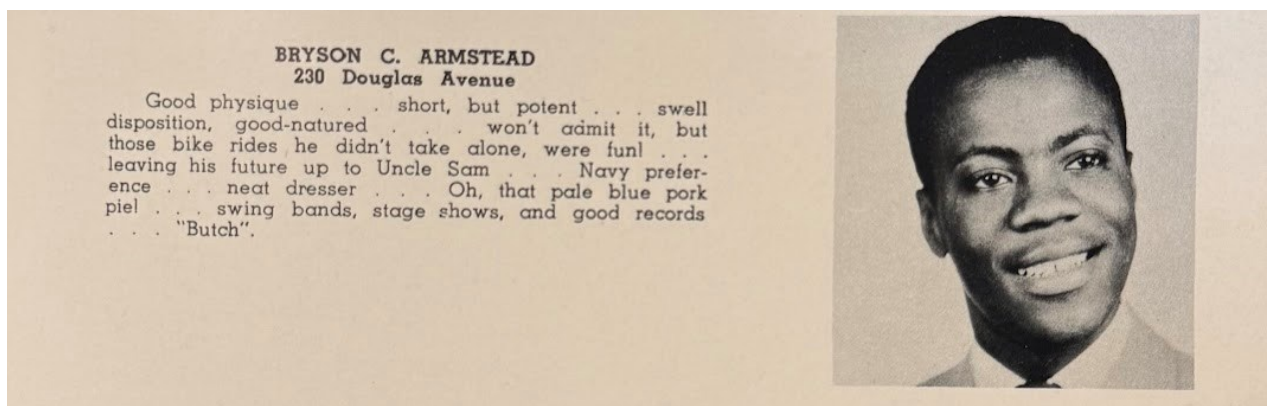 BRYSON C. ARMSTEAD
230 Douglas Avenue
Good physique . . . short, but potent . . . swell
disposition, good-natured . . . won't admit it, but
those bike rides he didn't take alone, were fun! . . .
leaving his future up to Uncle Sam . . . Navy prefer-
ence . . . neat dresser . . . Oh, that pale blue pork
pie! . . . swing bands, stage shows, and good records
. . . "Butch".